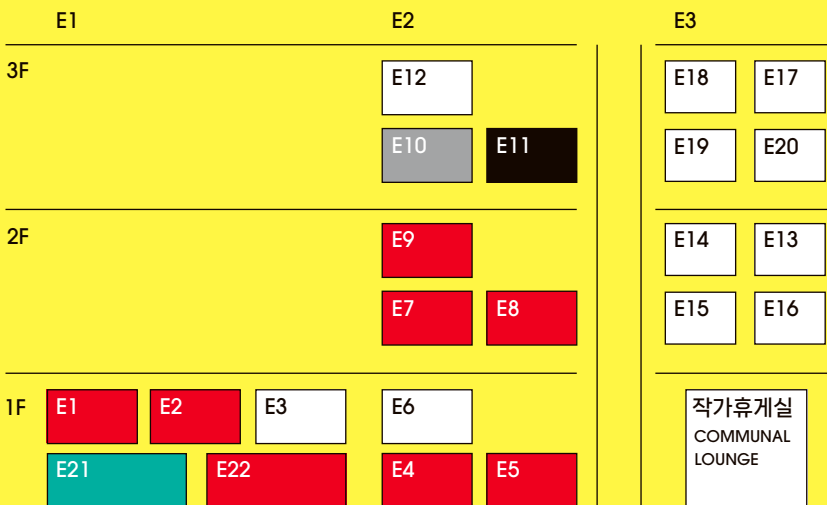 E1 E2 E3
3F E12 E18 E17
E10 E11 E19 E20
2F E9 E14 E13
E7 E8 E15 E16
1F E1 E2 E3 E6 작가휴게실
COMMUNAL
LOUNGE
E21 E22 E4 E5